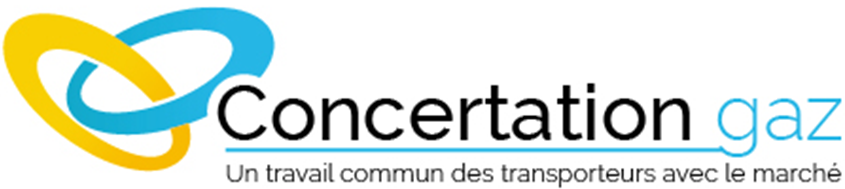 Concertation gaz
Un travail commun des transporteurs avec le marché